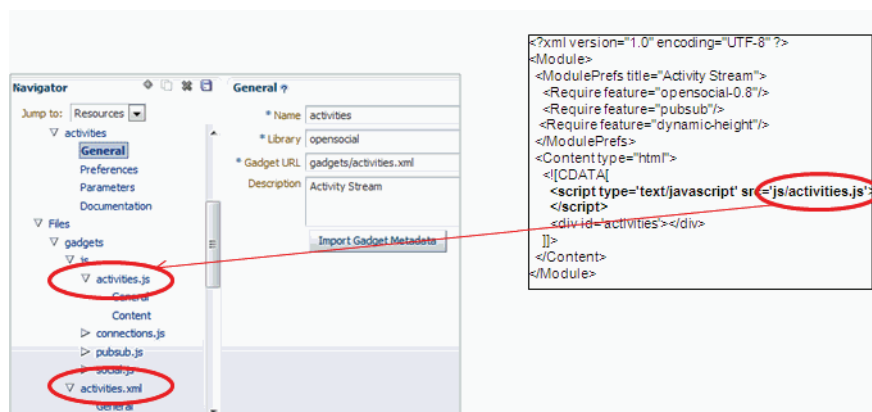 Navigator
Jump to: Resources
activities
General
Preferences
Parameters
Documentation
Files
gadgets
js
activities.js
General
Content
connections.js
pubsub.js
social.js
activities.xml
General
General ?
* Name activities
* Library opensocial
* Gadget URL gadgets/activities.xml
Description Activity Stream
Import Gadget Metadata
<?xml version="1.0" encoding="UTF-8" ?>
<Module>
<ModulePrefs title="Activity Stream">
<Require feature="opensocial-0.8"/>
<Require feature="pubsub"/>
<Require feature="dynamic-height"/>
</ModulePrefs>
<Content type="html">
<![CDATA[
<script type='text/javascript' src='js/activities.js'>
</script>
<div id='activities'></div>
]]>
</Content>
</Module>